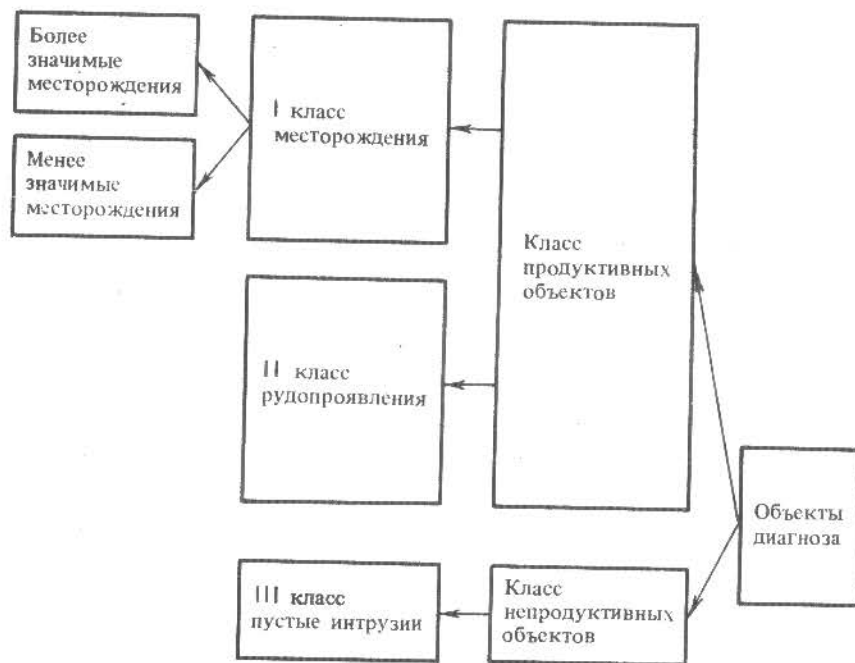 Более
значимые
месторождения
Менее
значимые
месторождения
I класс
месторождения
II класс
рудопроявления
III класс
пустые интрузии
Класс
продуктивных
объектов
Класс
непродуктивных
объектов
Объекты
диагноза